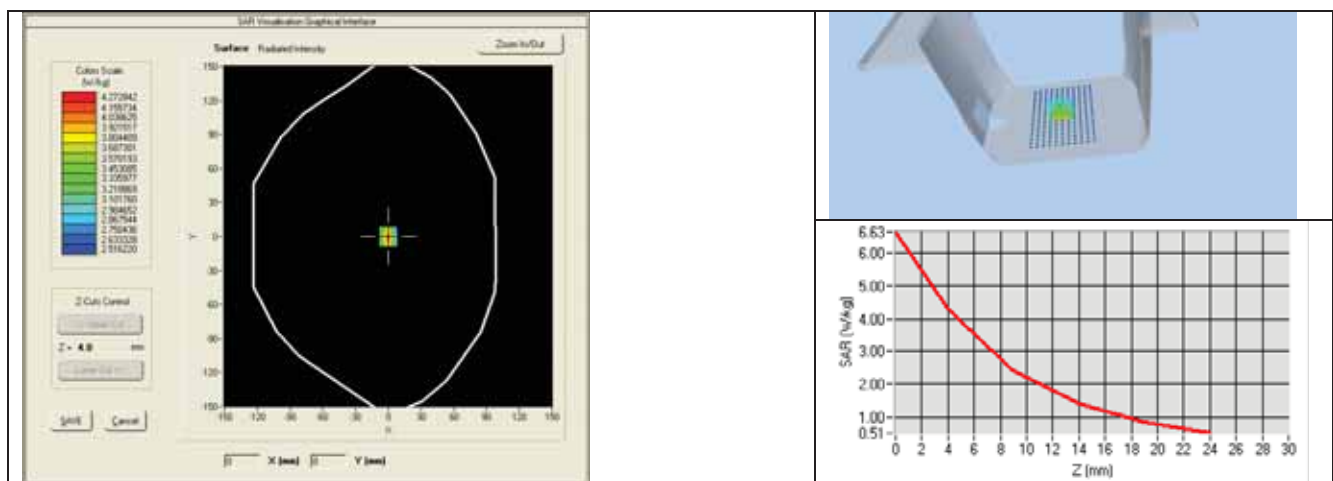 SAR Visualisation Graphical Interface
Surface Radiated Intensity
Zoom In/Out
Colors Scale
(W/kg)
4.272842
4.155734
4.038625
3.921517
3.804409
3.687301
3.570193
3.453085
3.335977
3.218869
3.101760
2.984652
2.867544
2.750436
2.633328
2.516220
150
120
90
60
30
0
30
60
90
120
-150
Y
-150 -120 -90 -60 -30 0 30 60 90 120 150
X
Z Cuts Control
Z = 4.0 mm
SAVE Cancel
0 X (mm) 0 Y (mm)
6.63
6.00
5.00
4.00
3.00
2.00
1.00
0.51
SAR (W/kg)
0 2 4 6 8 10 12 14 16 18 20 22 24 26 28 30
Z (mm)